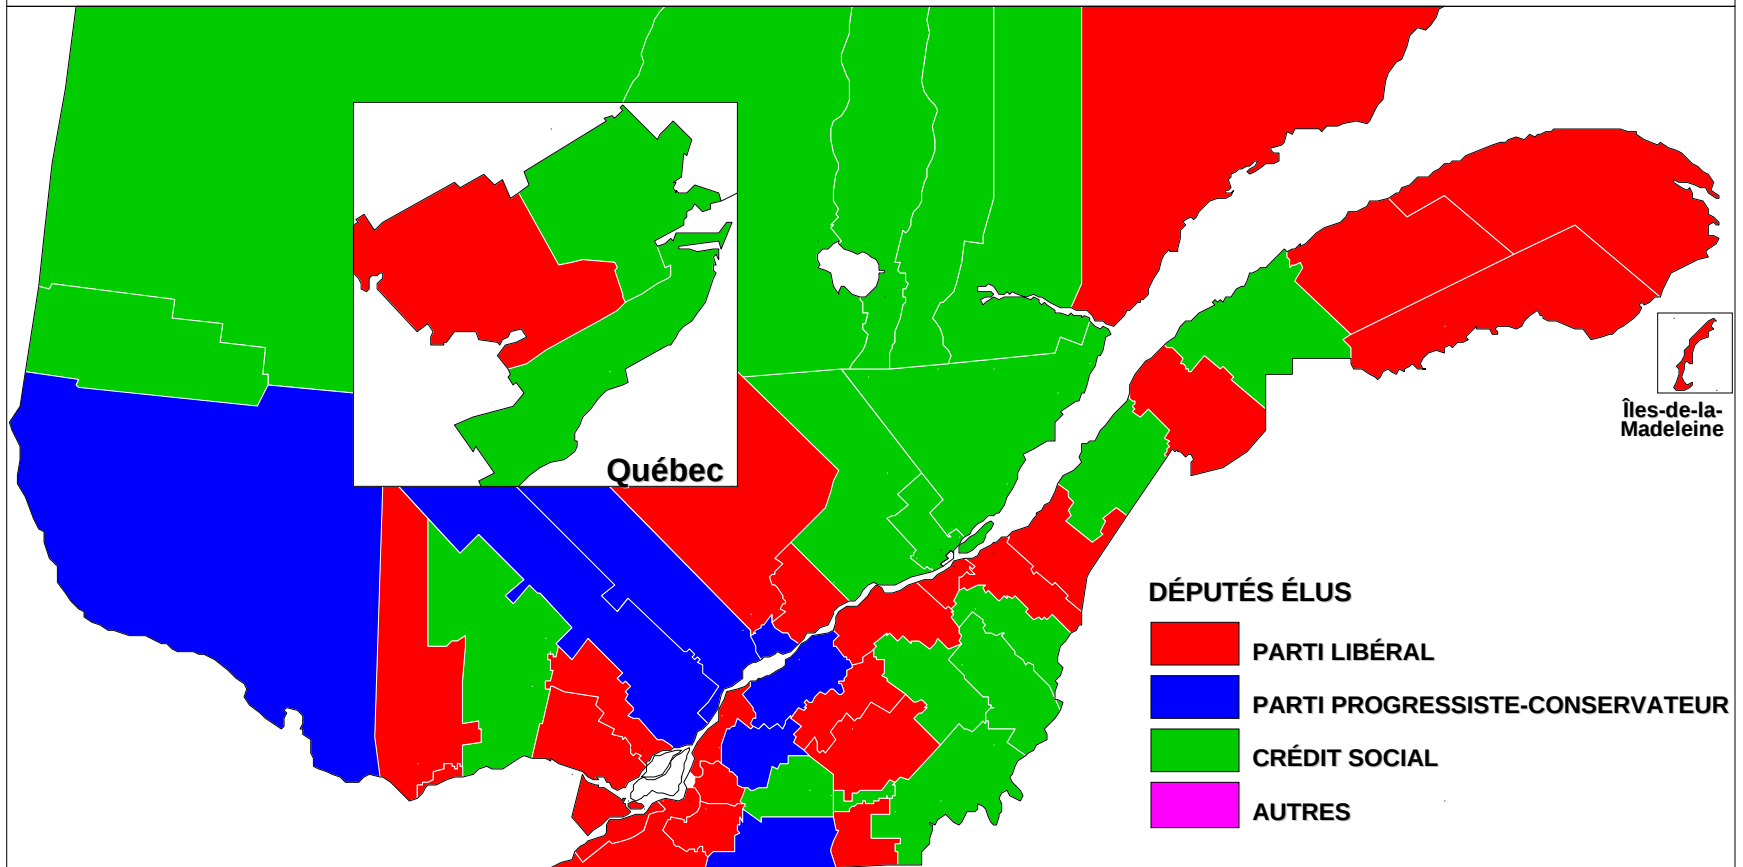 Québec
Îles-de-la-
Madeleine
DÉPUTÉS ÉLUS
PARTI LIBÉRAL
PARTI PROGRESSISTE-CONSERVATEUR
CRÉDIT SOCIAL
AUTRES